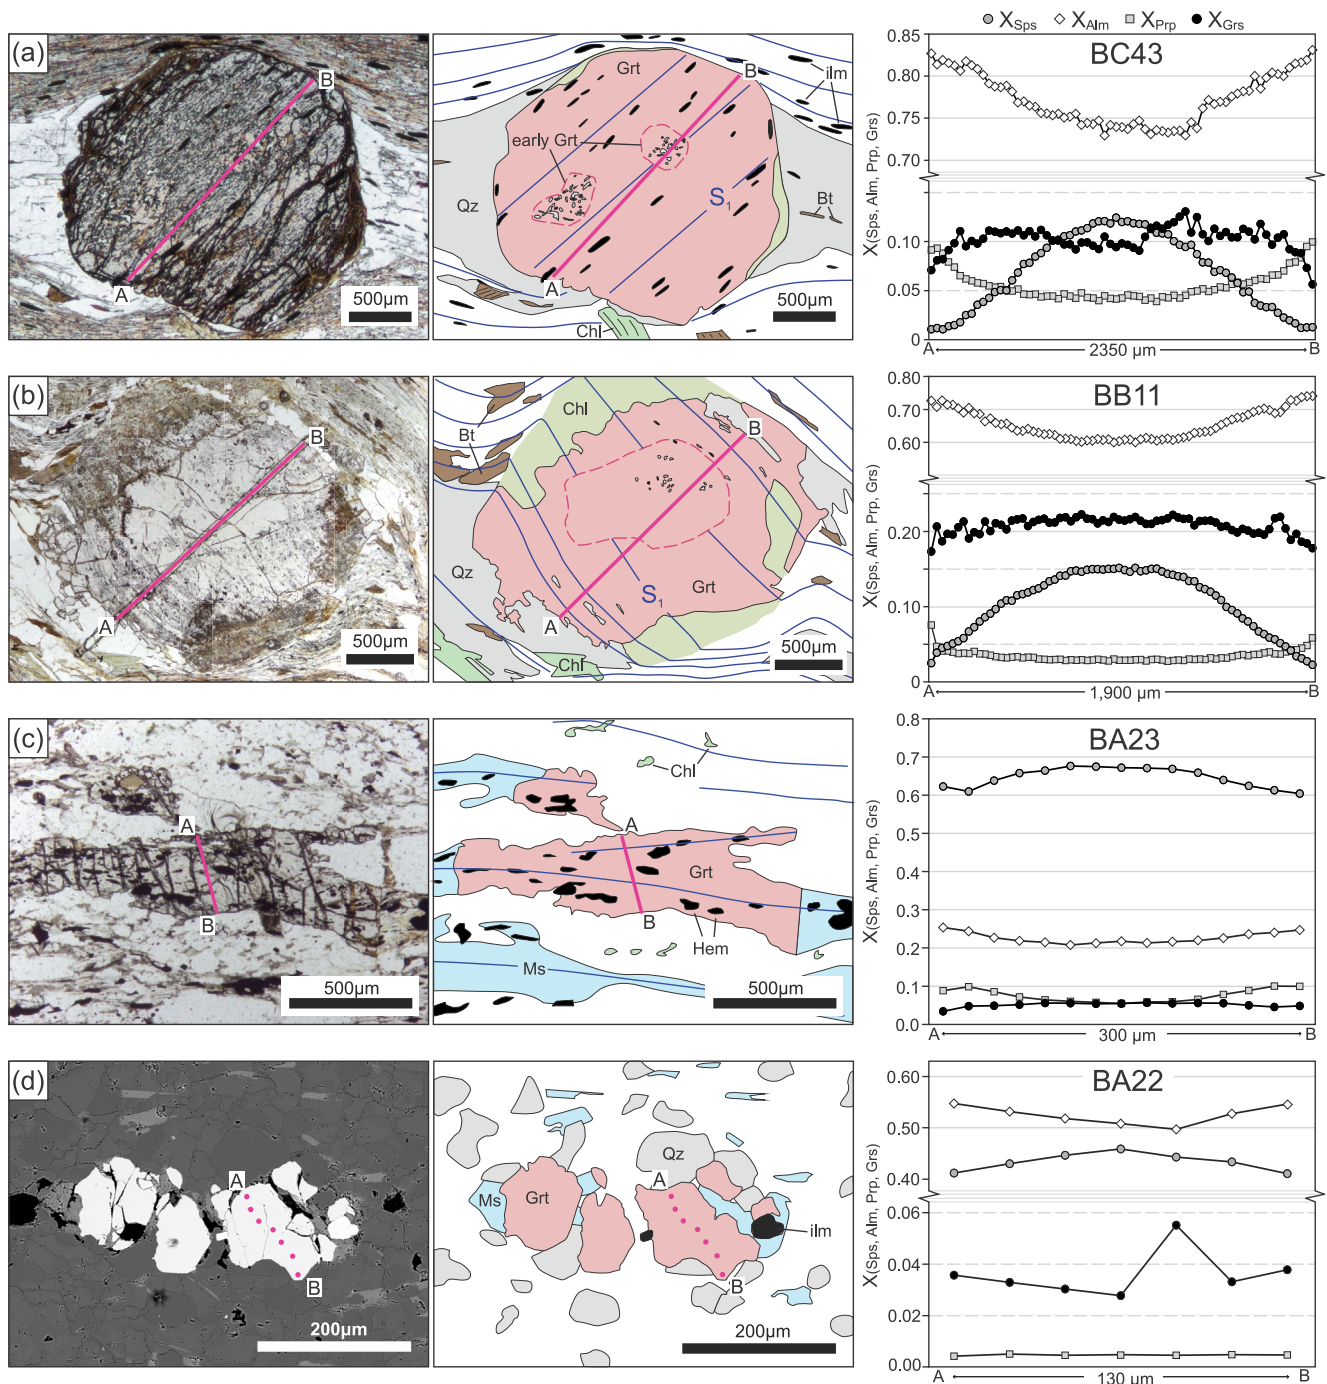 X Sps X Alm X Prp X Grs
(a)
A
B
500µm
Grt
B
ilm
early Grt
S1
Qz
Bt
A
Chl
500µm
BC43
X(Sps, Alm, Prp, Grs)
0.85
0.80
0.75
0.70
0.10
0.05
0
A
2350 µm
B
(b)
B
A
500µm
Chl
Bt
B
Qz
S1
Grt
A
Chl
500µm
BB11
X(Sps, Alm, Prp, Grs)
0.80
0.70
0.60
0.20
0.10
0
A
1,900 µm
B
(c)
A
B
500µm
Chl
A
Grt
B
Hem
Ms
500µm
BA23
X(Sps, Alm, Prp, Grs)
0.8
0.7
0.6
0.5
0.4
0.3
0.2
0.1
0.0
A
300 µm
B
(d)
A
B
200µm
Qz
A
Ms
Grt
ilm
B
200µm
BA22
X(Sps, Alm, Prp, Grs)
0.60
0.50
0.40
0.06
0.04
0.02
0.00
A
130 µm
B